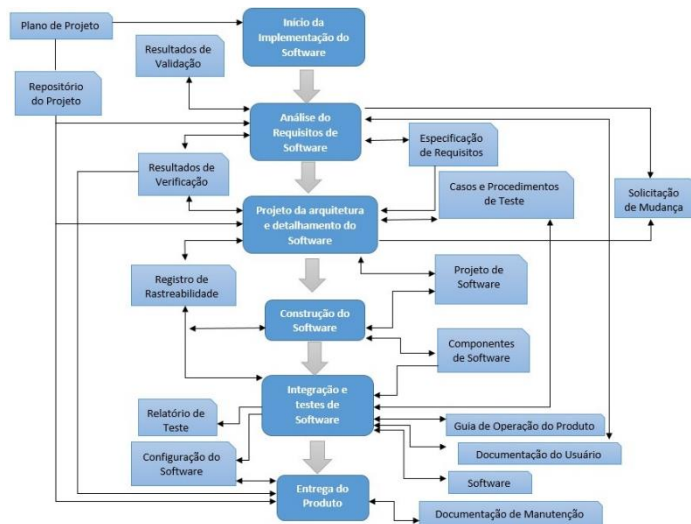 Plano de Projeto
Início da
Implementação do
Software
Resultados de
Validação
Repositório
do Projeto
Análise do
Requisitos de
Software
Especificação
de Requisitos
Resultados de
Verificação
Casos e Procedimentos
de Teste
Solicitação
de Mudança
Projeto da arquitetura
e detalhamento do
Software
Registro de
Rastreabilidade
Projeto de
Software
Construção do
Software
Componentes
de Software
Integração e
testes de
Software
Relatório de
Teste
Guia de Operação do Produto
Configuração do
Software
Documentação do Usuário
Software
Entrega do
Produto
Documentação de Manutenção